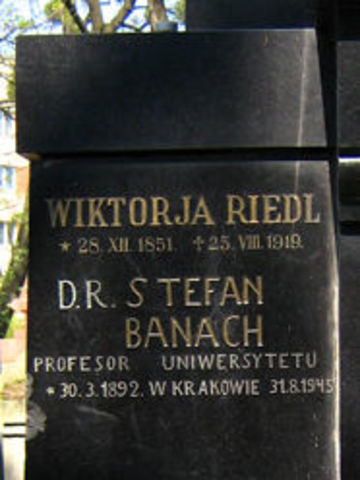 WIKTORJA RIEDL
* 28. XII. 1851. † 25. VIII. 1919.
D.R. STEFAN
BANACH
PROFESOR UNIWERSYTETU
* 30.3.1892. W KRAKOWIE 31.8.1945